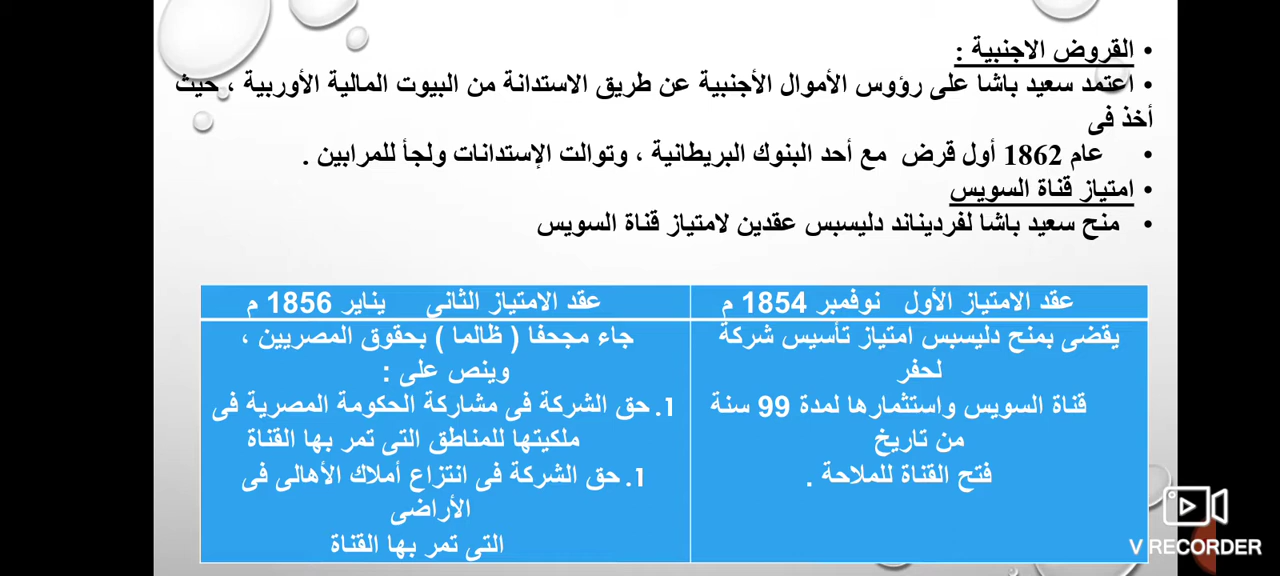 • القروض الاجنبية :
• اعتمد سعيد باشا على رؤوس الأموال الأجنبية عن طريق الاستدانة من البيوت المالية الأوربية ، حيث
أخذ فى
• عام 1862 أول قرض مع أحد البنوك البريطانية ، وتوالت الإستدانات ولجأ للمرابين .
• امتياز قناة السويس
• منح سعيد باشا لفرديناند دليسبس عقدين لامتياز قناة السويس
عقد الامتياز الأول نوفمبر 1854 م
يقضى بمنح دليسبس امتياز تأسيس شركة
لحفر
قناة السويس واستثمارها لمدة 99 سنة
من تاريخ
فتح القناة للملاحة .
عقد الامتياز الثانى يناير 1856 م
جاء مجحفا ( ظالما ) بحقوق المصريين ،
وينص على :
1. حق الشركة فى مشاركة الحكومة المصرية فى
ملكيتها للمناطق التى تمر بها القناة
1. حق الشركة فى انتزاع أملاك الأهالى فى
الأراضى
التى تمر بها القناة
V RECORDER